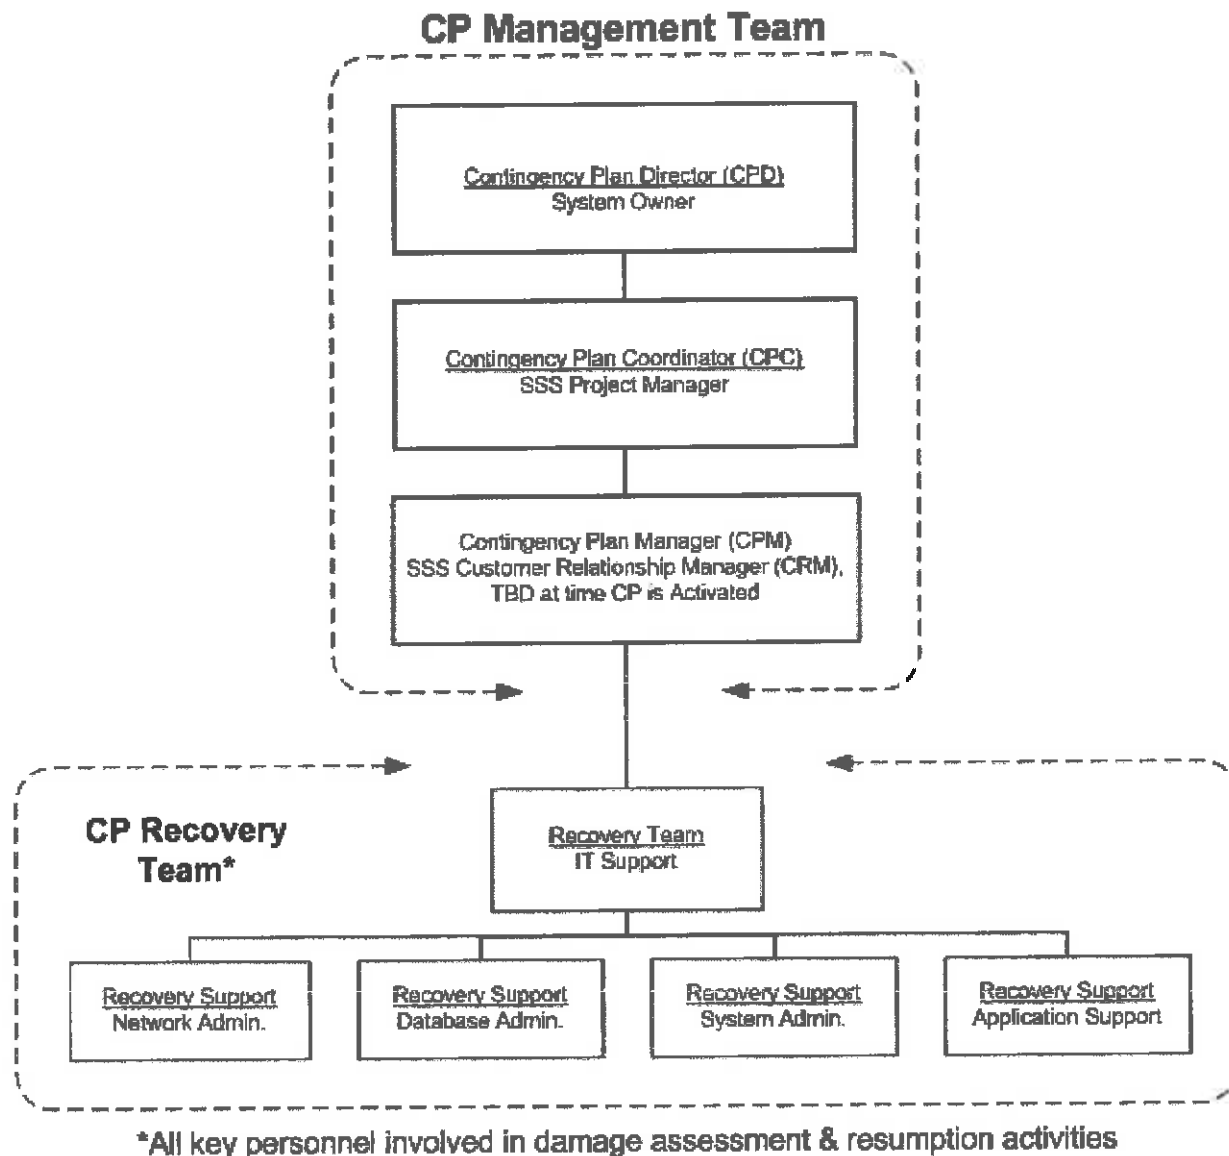 CP Management Team
Contingency Plan Director (CPD)
System Owner
Contingency Plan Coordinator (CPC)
SSS Project Manager
Contingency Plan Manager (CPM)
SSS Customer Relationship Manager (CRM),
TBD at time CP is Activated
CP Recovery
Team*
Recovery Team
IT Support
Recovery Support
Network Admin.
Recovery Support
Database Admin.
Recovery Support
System Admin.
Recovery Support
Application Support
*All key personnel involved in damage assessment & resumption activities